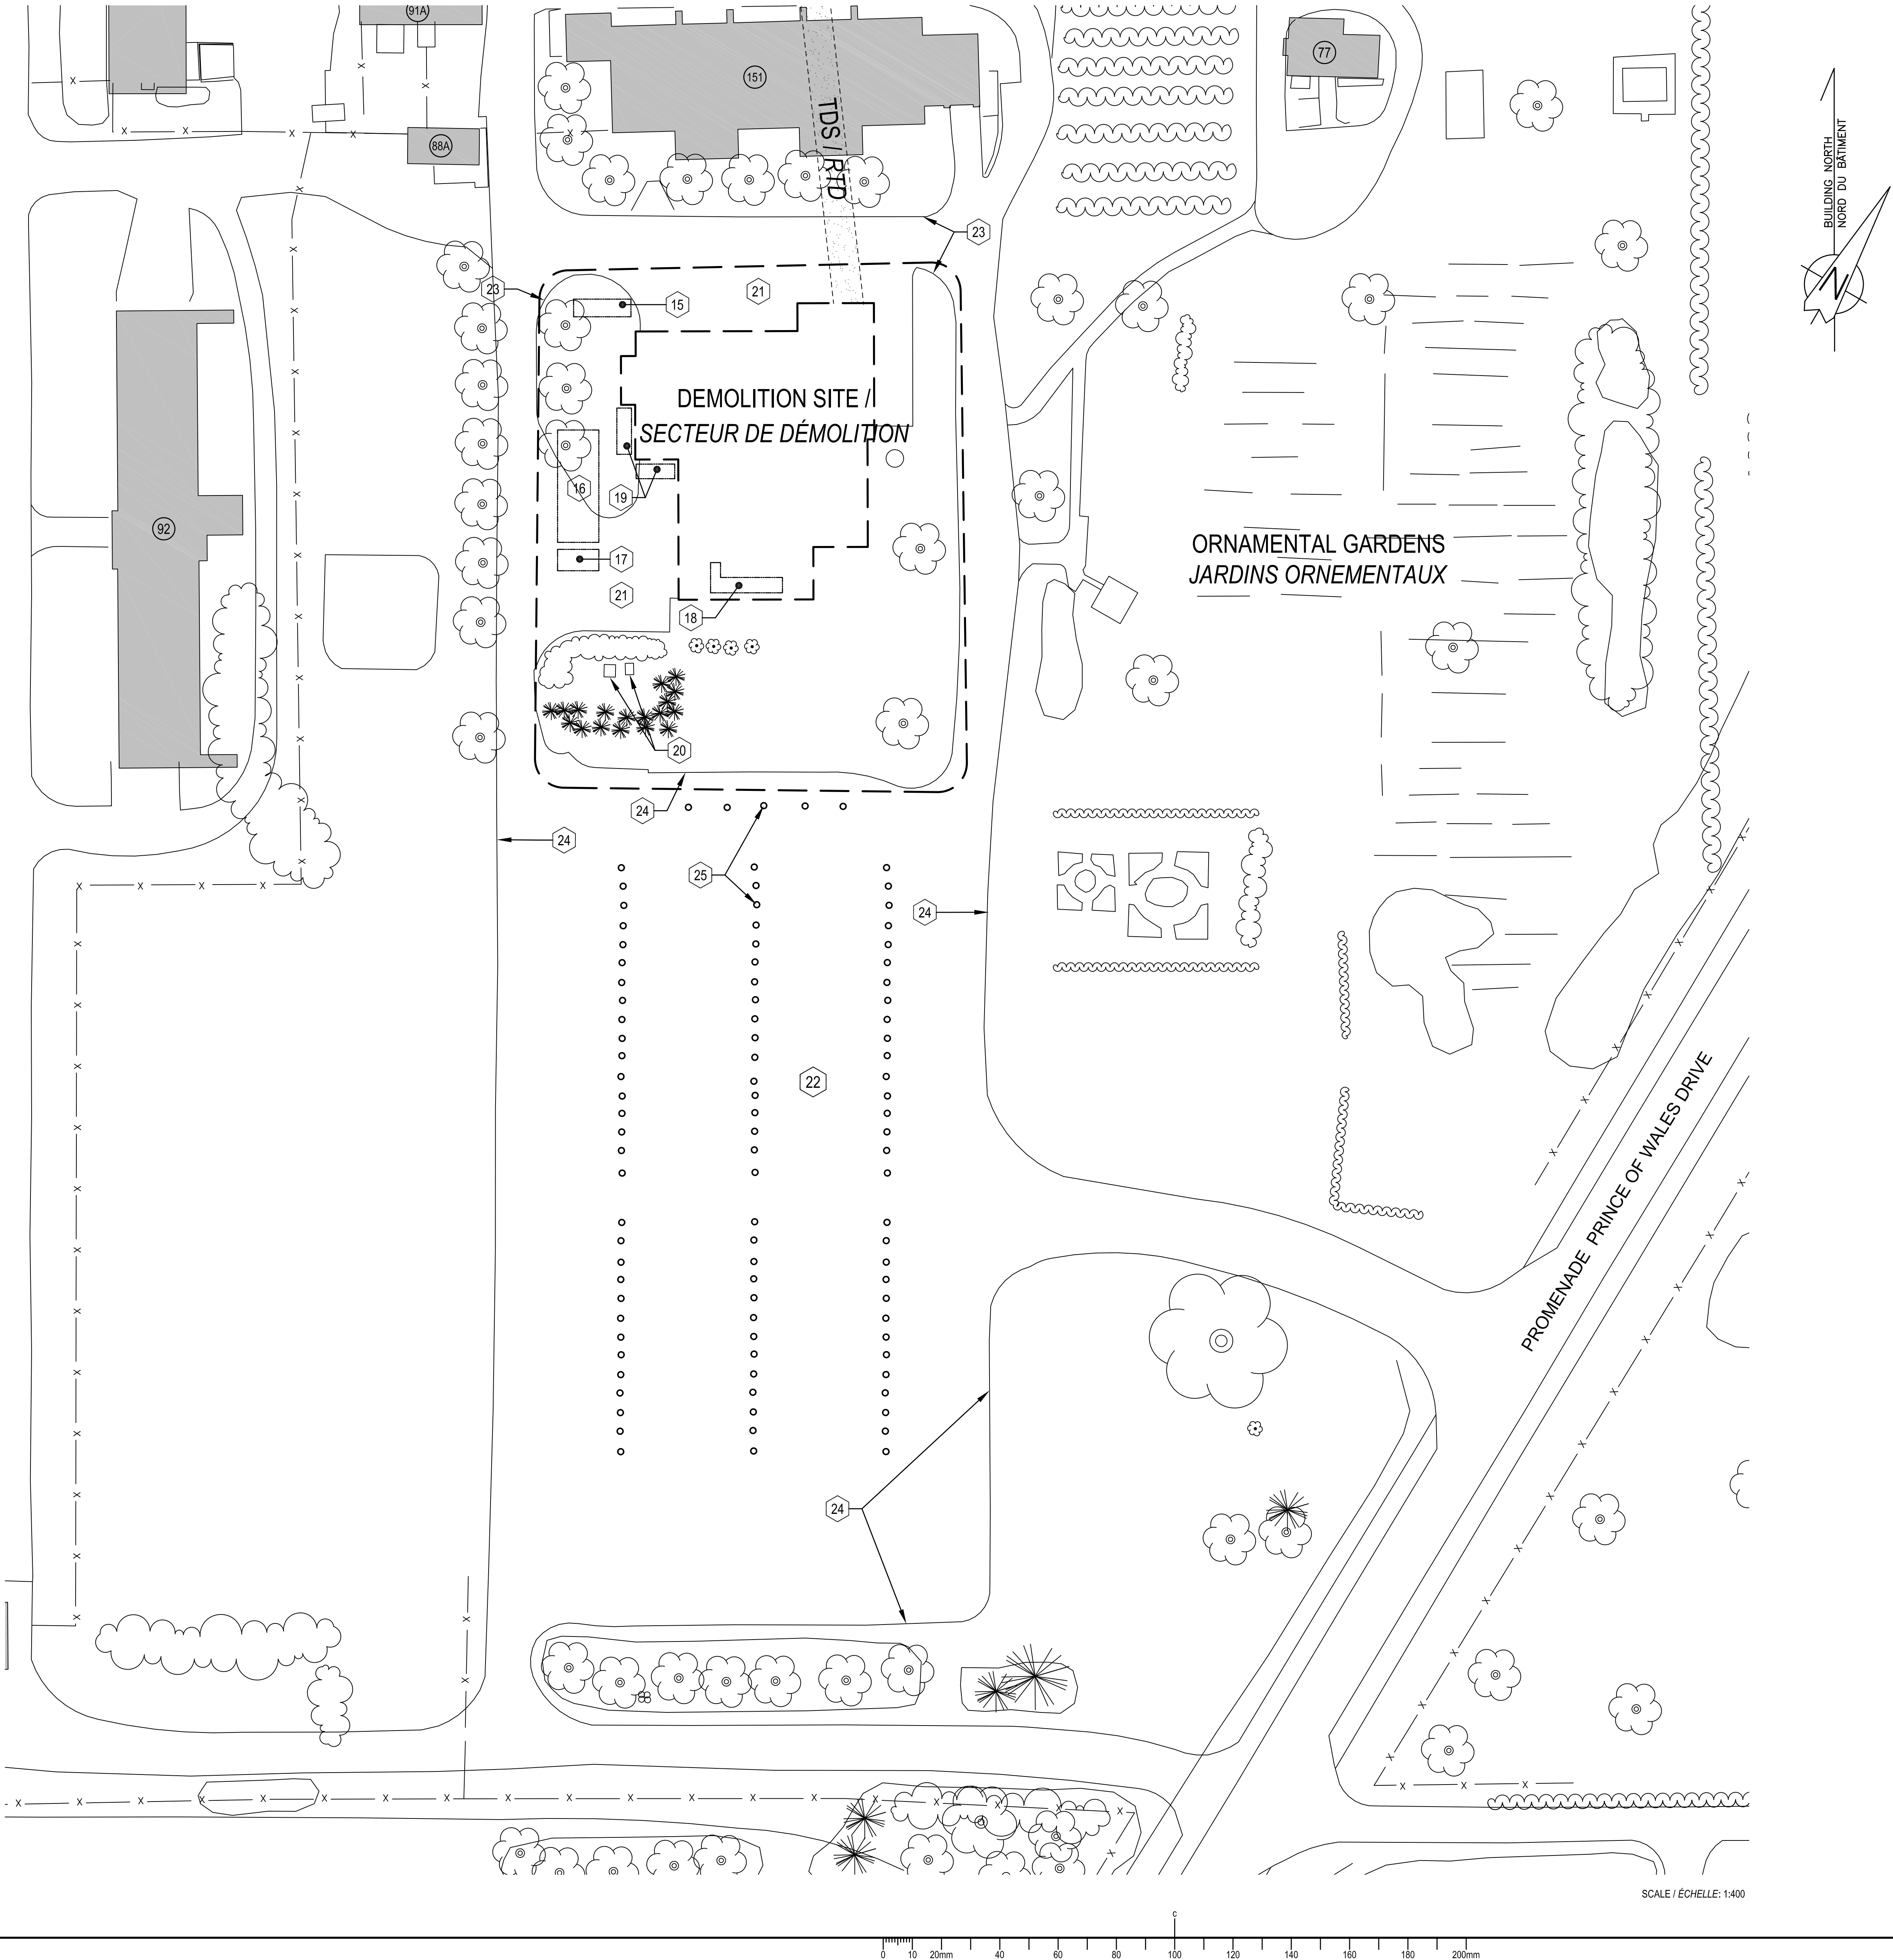 91A
151
77
88A
TDS / RTD
BUILDING NORTH
NORD DU BÂTIMENT
N
23
23
15
21
DEMOLITION SITE /
SECTEUR DE DÉMOLITION
16
19
92
17
21
18
ORNAMENTAL GARDENS
JARDINS ORNEMENTAUX
20
24
24
25
24
22
PROMENADE PRINCE OF WALES DRIVE
24
SCALE / ÉCHELLE: 1:400
c
0 10 20mm 40 60 80 100 120 140 160 180 200mm